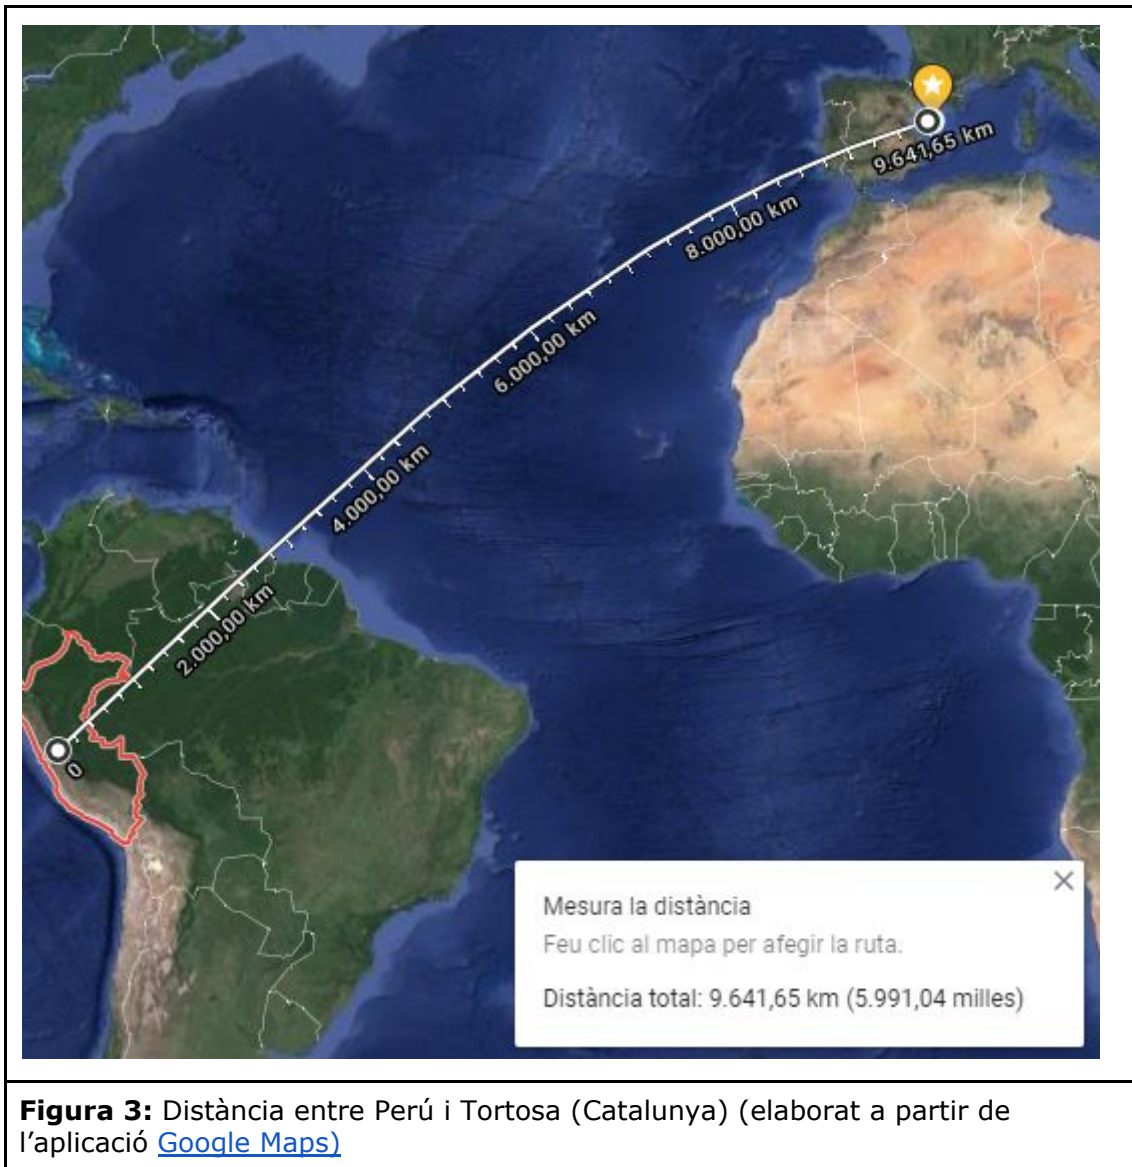 9.641,65 km
8.000,00 km
6.000,00 km
4.000,00 km
2.000,00 km
0
Mesura la distància
Feu clic al mapa per afegir la ruta.
Distància total: 9.641,65 km (5.991,04 milles)
Figura 3: Distància entre Perú i Tortosa (Catalunya) (elaborat a partir de
l’aplicació Google Maps)